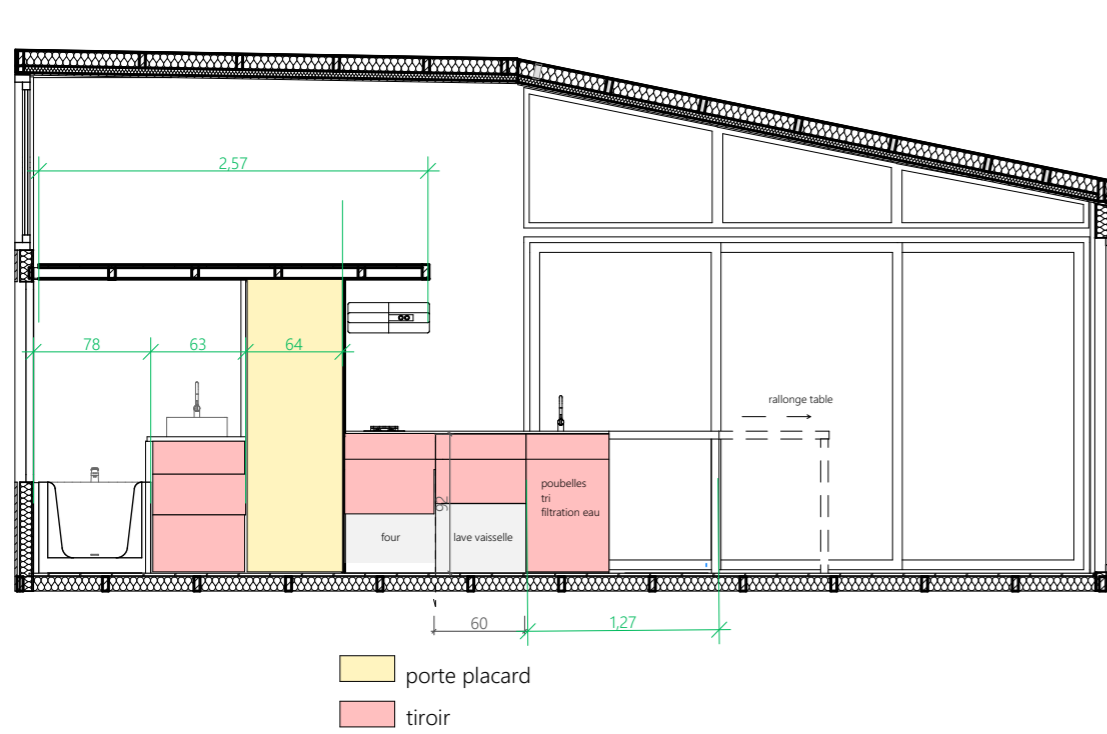 2,57
78
63
64
rallonge table
92
poubelles
tri
filtration eau
four
lave vaisselle
60
1,27
porte placard
tiroir